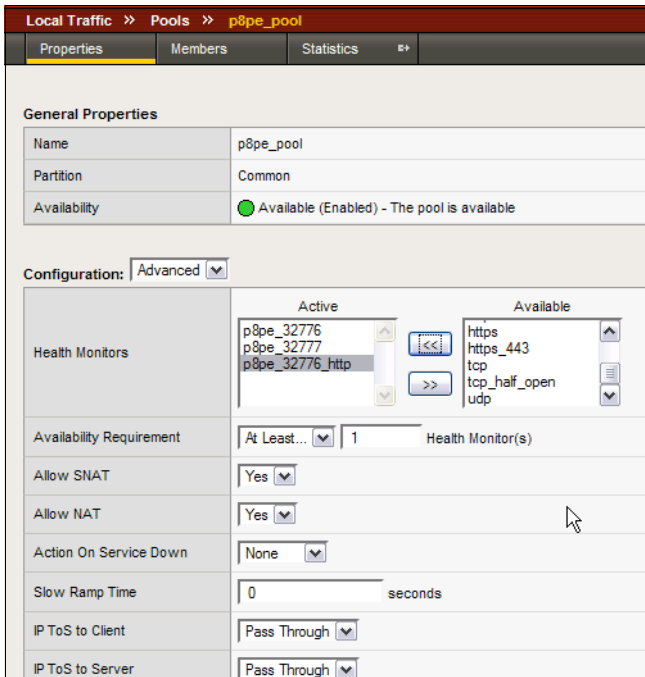 Local Traffic » Pools » p8pe_pool
Properties Members Statistics
General Properties
Name p8pe_pool
Partition Common
Availability Available (Enabled) - The pool is available
Configuration: Advanced
Active Available
Health Monitors
p8pe_32776
p8pe_32777
p8pe_32776_http
<<
>>
https
https_443
tcp
tcp_half_open
udp
Availability Requirement At Least... 1 Health Monitor(s)
Allow SNAT Yes
Allow NAT Yes
Action On Service Down None
Slow Ramp Time 0 seconds
IP ToS to Client Pass Through
IP ToS to Server Pass Through